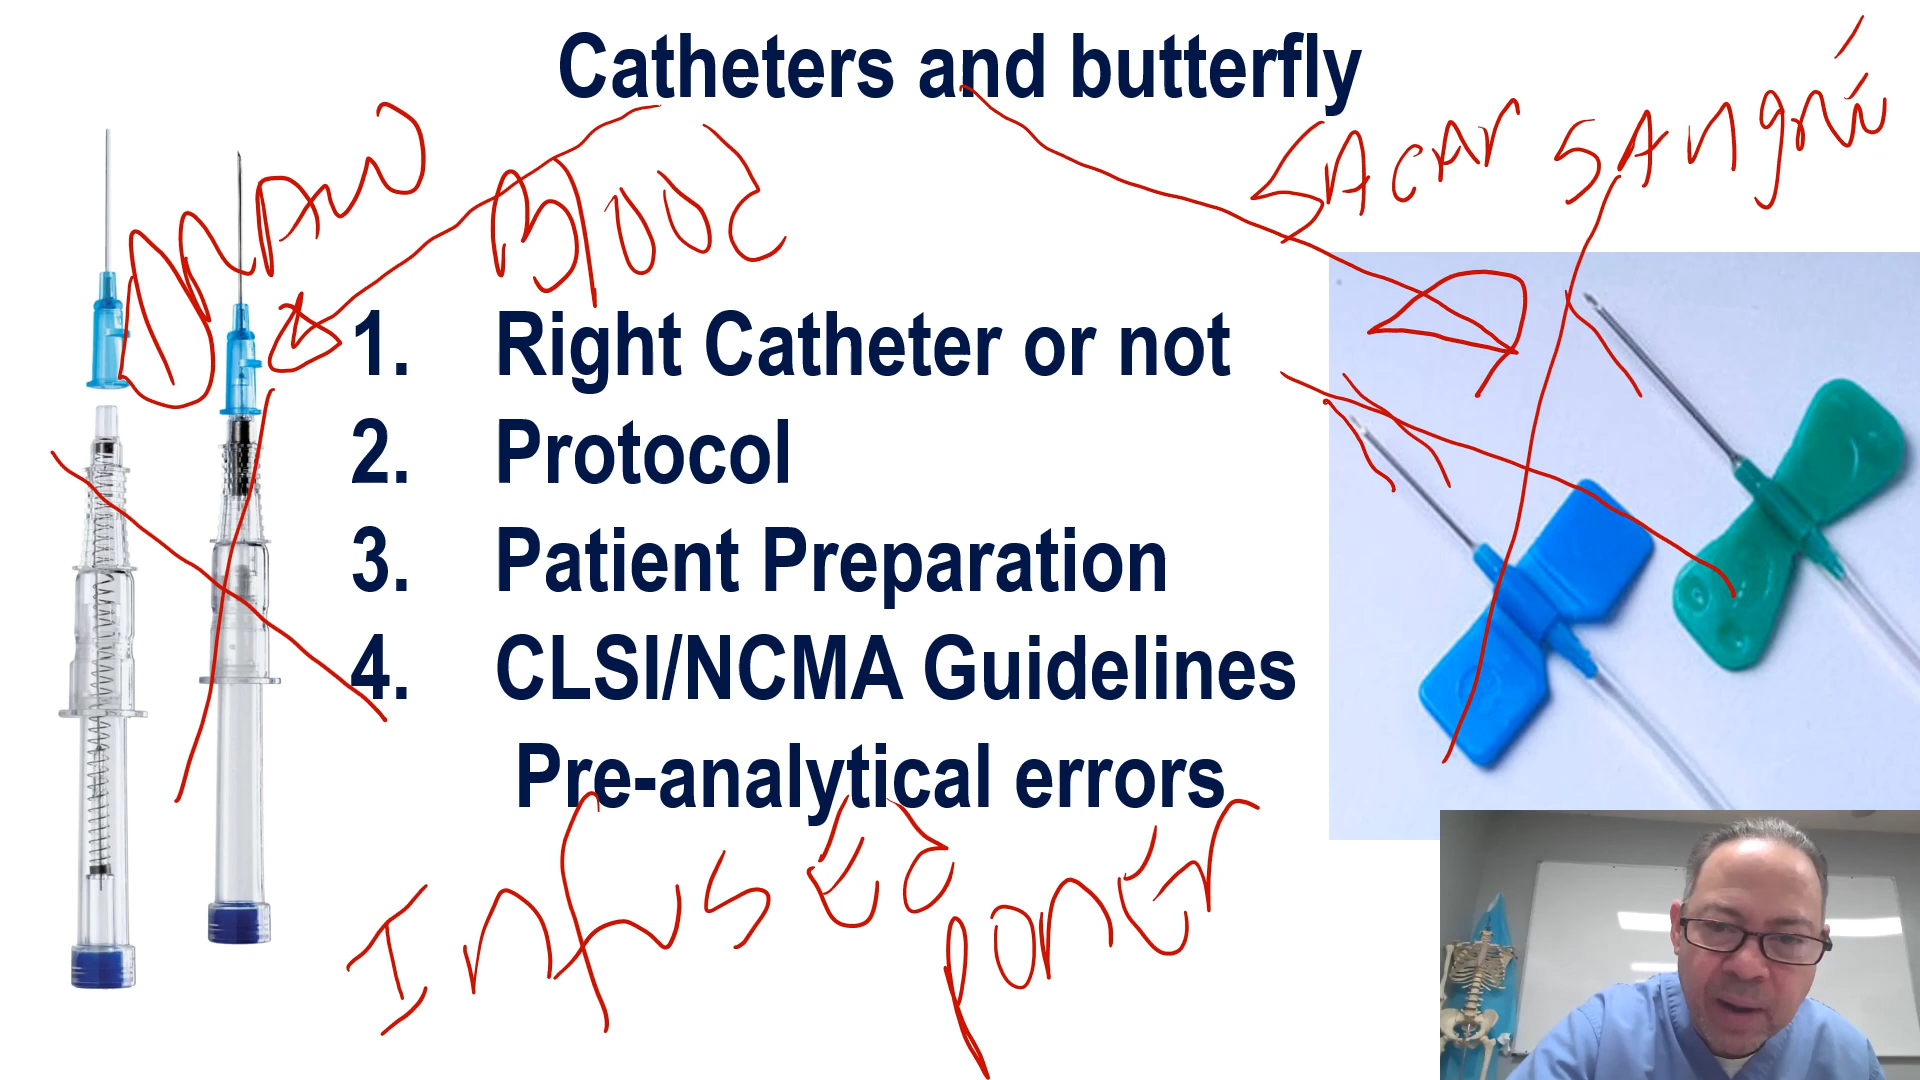 Catheters and butterfly
DrAW Blood
SACAr SAngré
1. Right Catheter or not
2. Protocol
3. Patient Preparation
4. CLSI/NCMA Guidelines
Pre-analytical errors
InfusEd
ponEr